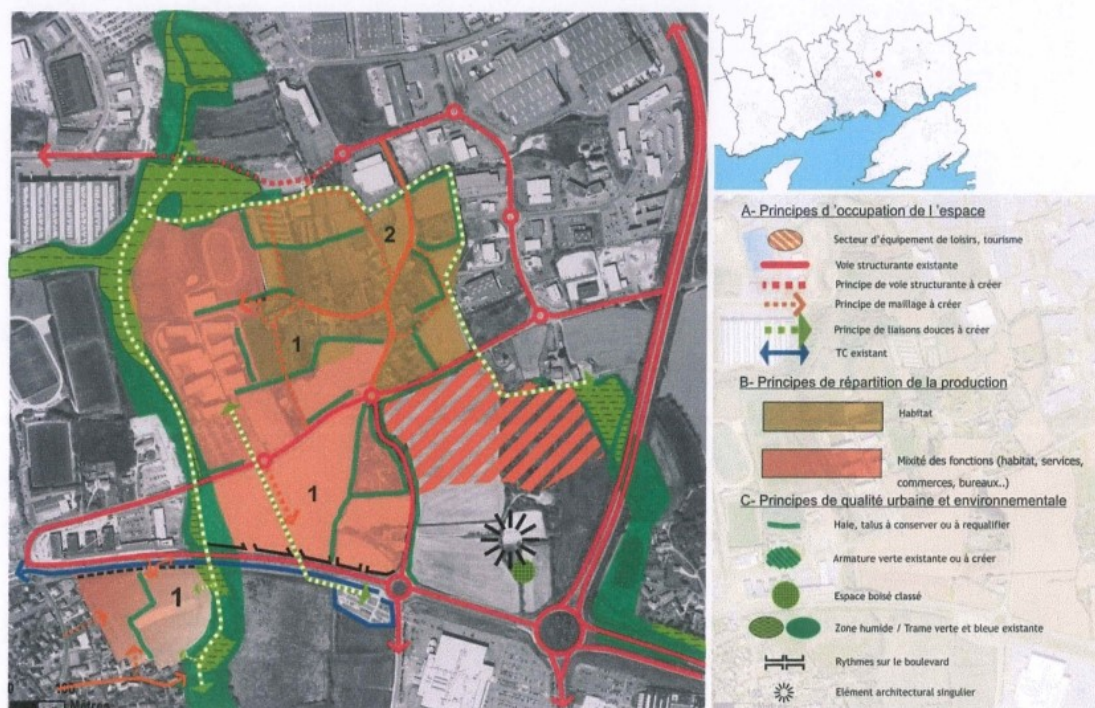 2
1
1
1
Mètres
A- Principes d 'occupation de l 'espace
Secteur d'équipement de loisirs, tourisme
Voie structurante existante
Principe de voie structurante à créer
Principe de maillage à créer
Principe de liaisons douces à créer
TC existant
B- Principes de répartition de la production
Habitat
Mixité des fonctions (habitat, services,
commerces, bureaux..)
C- Principes de qualité urbaine et environnementale
Haie, talus à conserver ou à requalifier
Armature verte existante ou à créer
Espace boisé classé
Zone humide / Trame verte et bleue existante
Rythmes sur le boulevard
Elément architectural singulier